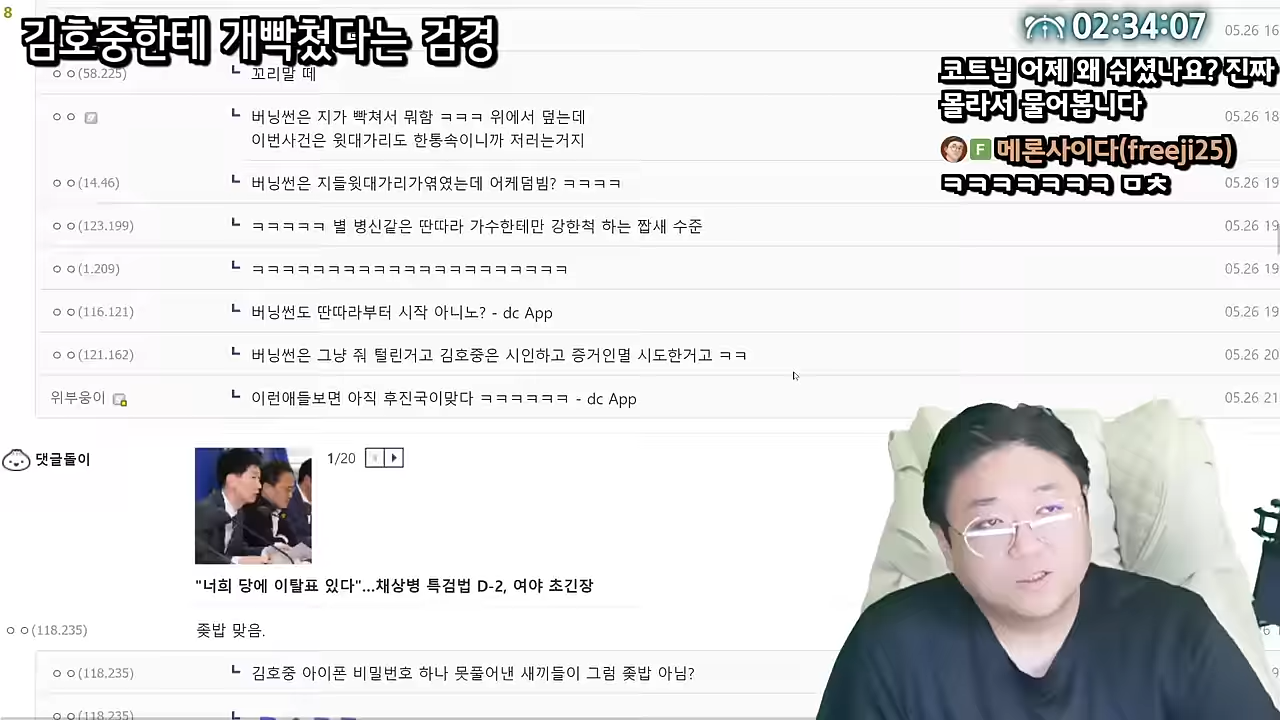 8
김호중한테 개빡쳤다는 검경
02:34:07
05.26 16
코트님 어제 왜 쉬셨나요? 진짜
몰라서 물어봅니다
F 메론사이다(freeji25)
ㅋㅋㅋㅋㅋㅋㅋ ㅁㅊ
ㅇㅇ(58.225) ㄴ 꼬리말 떼
ㅇㅇ ㄴ 버닝썬은 지가 빡쳐서 뭐함 ㅋㅋㅋ 위에서 덮는데 05.26 18
이번사건은 윗대가리도 한통속이니까 저러는거지
ㅇㅇ(14.46) ㄴ 버닝썬은 지들윗대가리가엮였는데 어케덤빔? ㅋㅋㅋㅋ 05.26 19
ㅇㅇ(123.199) ㄴ ㅋㅋㅋㅋㅋ 별 병신같은 딴따라 가수한테만 강한척 하는 짭새 수준 05.26 19
ㅇㅇ(1.209) ㄴ ㅋㅋㅋㅋㅋㅋㅋㅋㅋㅋㅋㅋㅋㅋㅋㅋㅋㅋㅋㅋㅋ 05.26 19
ㅇㅇ(116.121) ㄴ 버닝썬도 딴따라부터 시작 아니노? - dc App 05.26 19
ㅇㅇ(121.162) ㄴ 버닝썬은 그냥 줘 털린거고 김호중은 시인하고 증거인멸 시도한거고 ㅋㅋ 05.26 20
위부웅이 ㄴ 이런애들보면 아직 후진국이맞다 ㅋㅋㅋㅋㅋㅋ - dc App 05.26 21
댓글돌이 1/20
"너희 당에 이탈표 있다"...채상병 특검법 D-2, 여야 초긴장
ㅇㅇ(118.235) 좆밥 맞음.
ㅇㅇ(118.235) ㄴ 김호중 아이폰 비밀번호 하나 못풀어낸 새끼들이 그럼 좆밥 아님?
ㅇㅇ(118.235) ㄴ